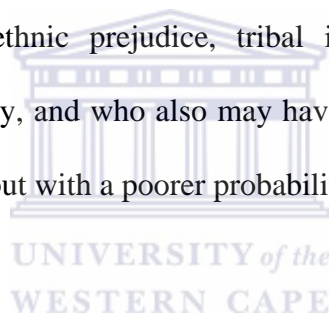 ethnic prejudice, tribal i
y, and who also may hav
out with a poorer probabili
UNIVERSITY of the
WESTERN CAPE